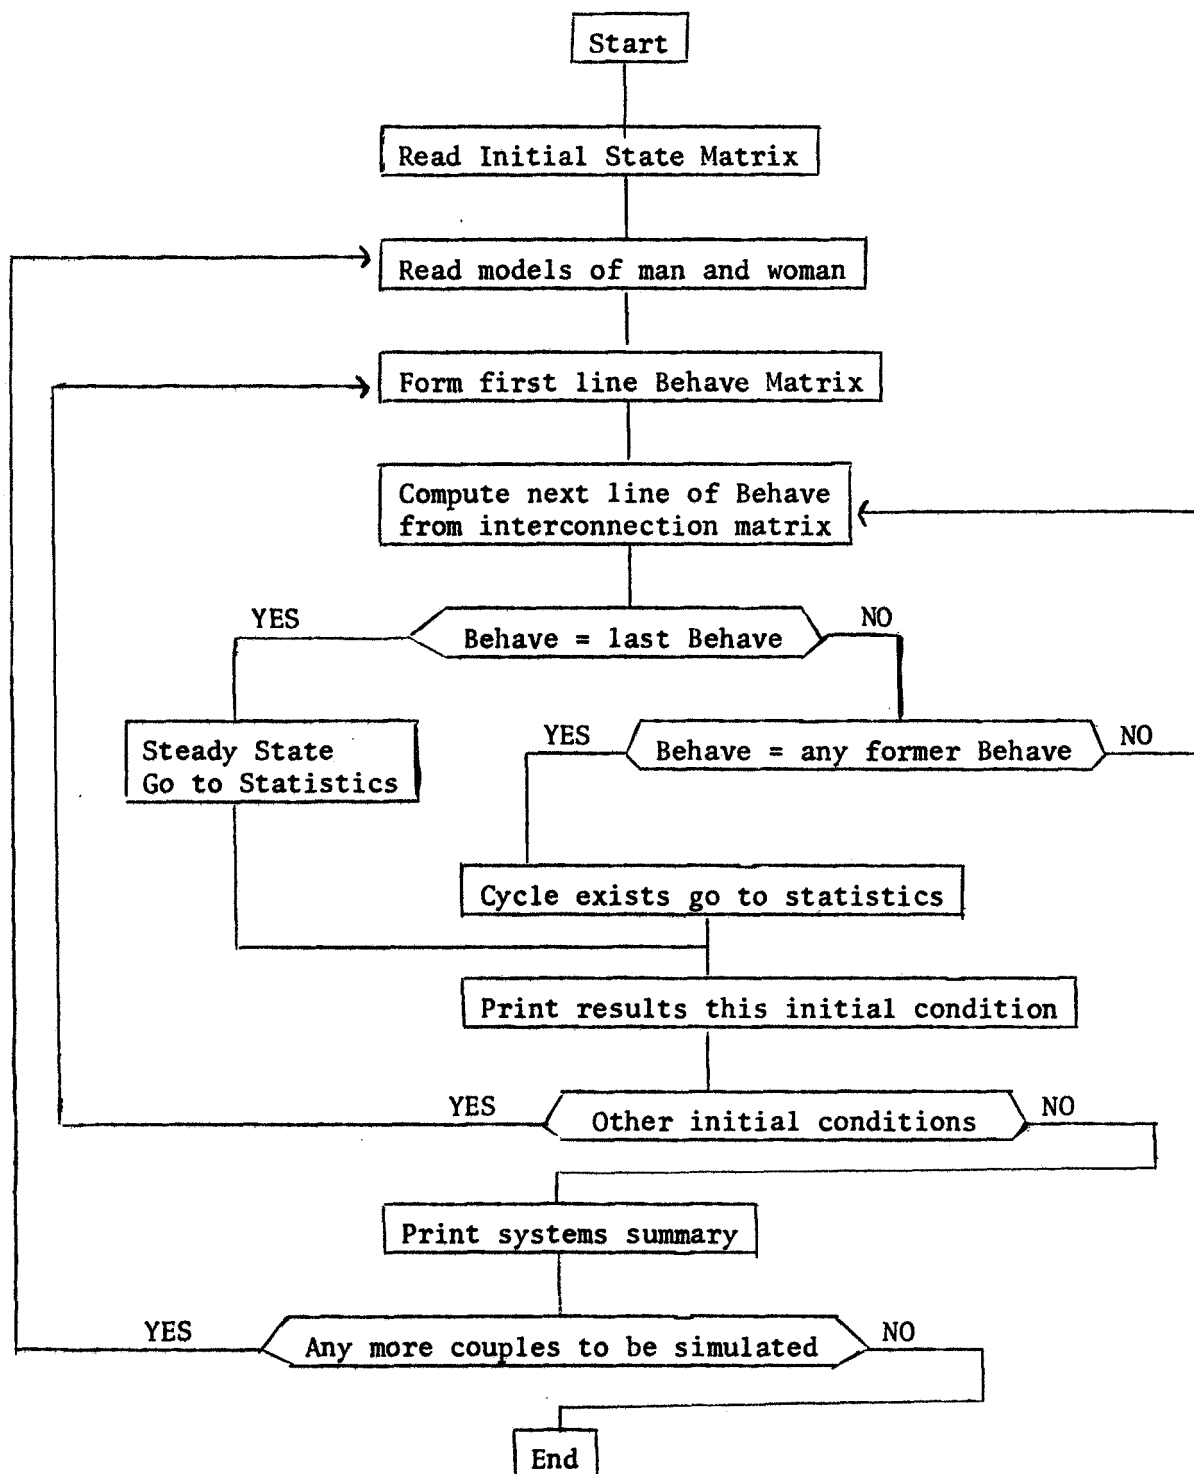 Start
Read Initial State Matrix
Read models of man and woman
Form first line Behave Matrix
Compute next line of Behave
from interconnection matrix
YES
Behave = last Behave
NO
Steady State
Go to Statistics
YES
Behave = any former Behave
NO
Cycle exists go to statistics
Print results this initial condition
YES
Other initial conditions
NO
Print systems summary
YES
Any more couples to be simulated
NO
End